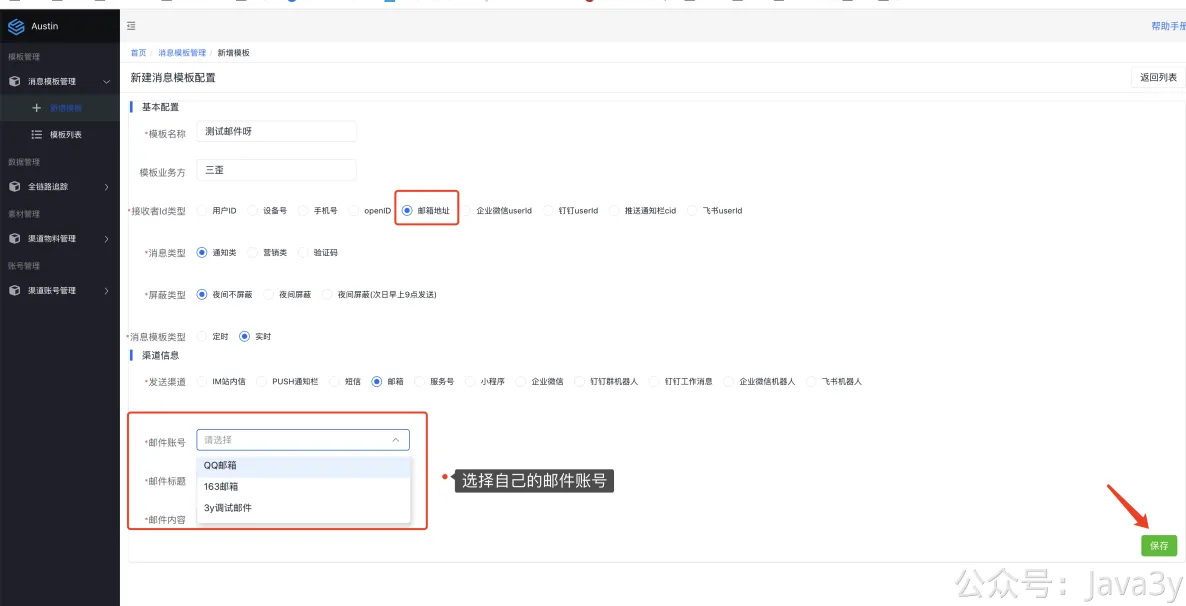 Austin
帮助手册
模板管理
消息模板管理
新增模板
模板列表
数据管理
全链路追踪
素材管理
渠道物料管理
账号管理
渠道账号管理
首页 / 消息模板管理 / 新增模板
新建消息模板配置
返回列表
基本配置
*模板名称 测试邮件呀
模板业务方 三歪
*接收者Id类型 用户ID 设备号 手机号 openID 邮箱地址 企业微信userId 钉钉userId 推送通知栏cid 飞书userId
*消息类型 通知类 营销类 验证码
*屏蔽类型 夜间不屏蔽 夜间屏蔽 夜间屏蔽(次日早上9点发送)
*消息模板类型 定时 实时
渠道信息
*发送渠道 IM站内信 PUSH通知栏 短信 邮箱 服务号 小程序 企业微信 钉钉群机器人 钉钉工作消息 企业微信机器人 飞书机器人
*邮件账号 请选择
QQ邮箱
*邮件标题
163邮箱
3y调试邮件
*邮件内容
选择自己的邮件账号
保存
公众号：Java3y